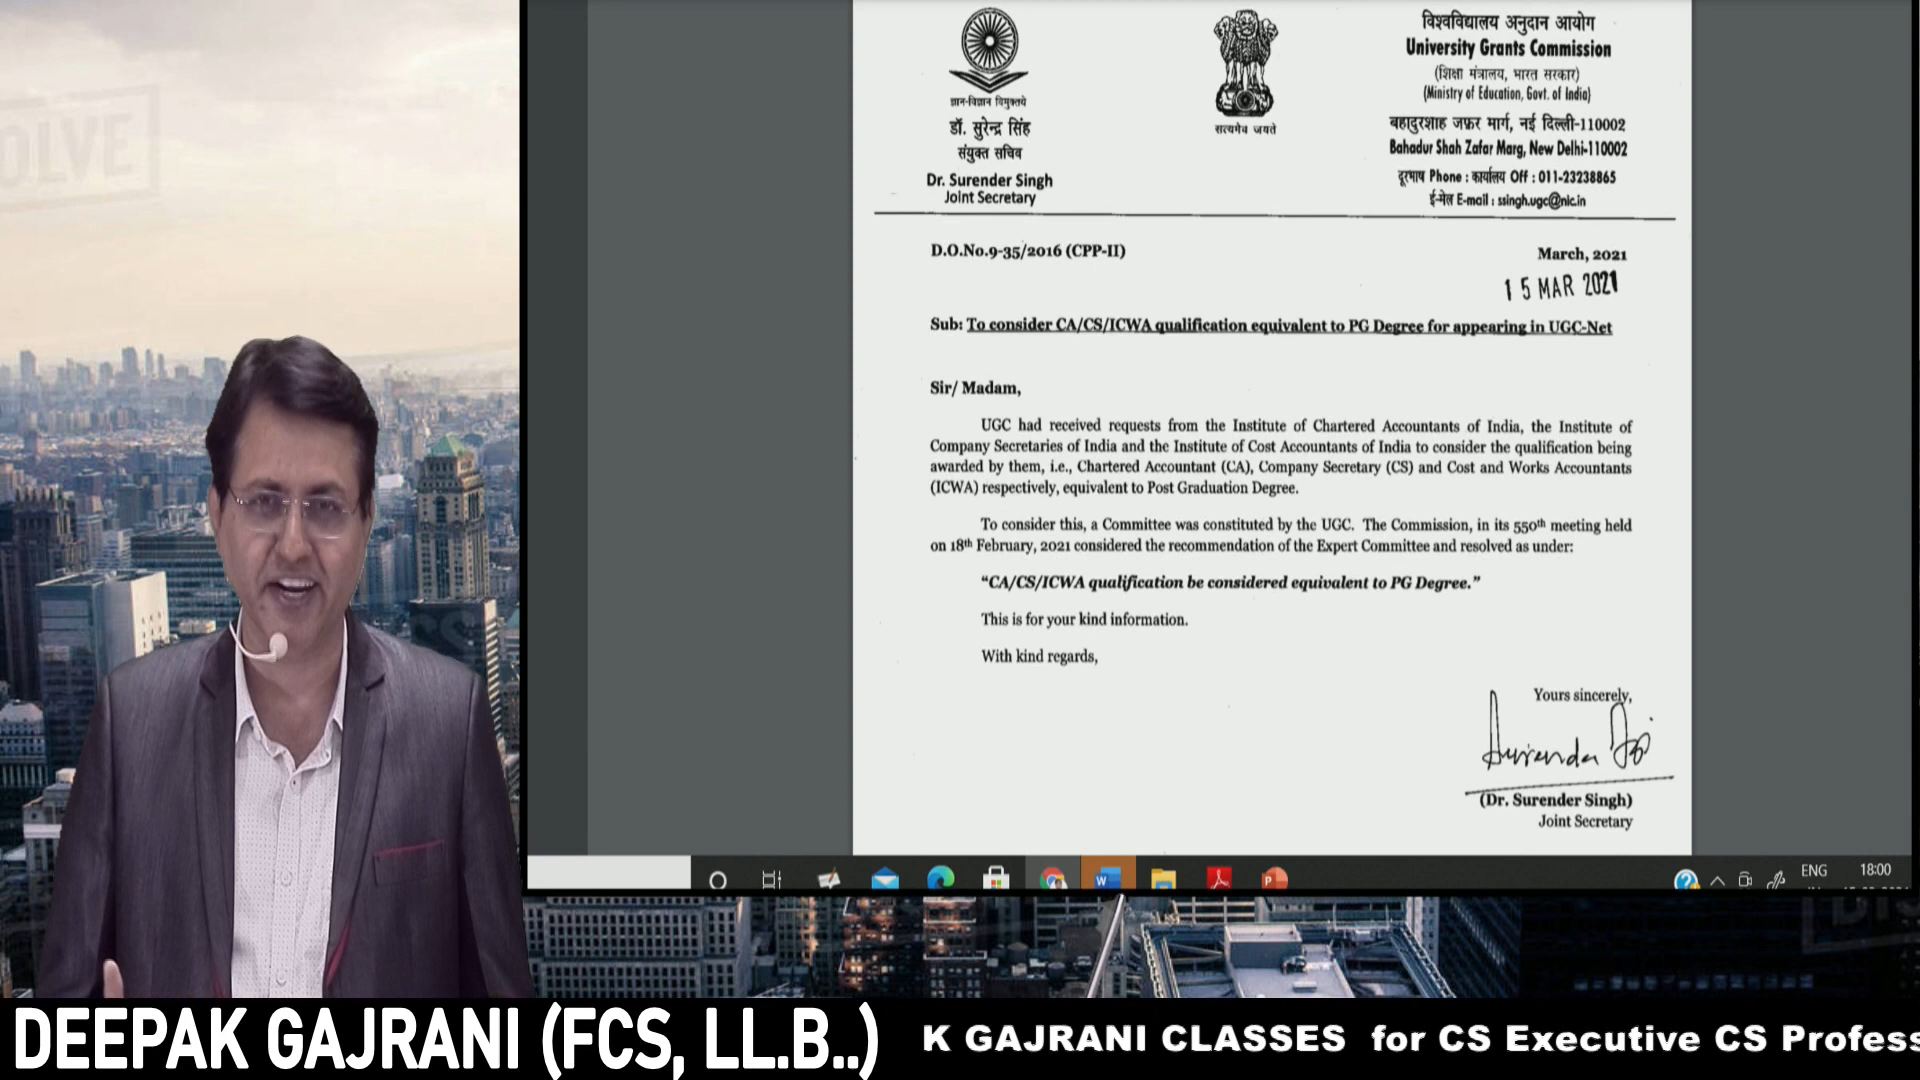 OLVE
ज्ञान-विज्ञान विमुक्तये
डॉ. सुरेन्द्र सिंह
संयुक्त सचिव
Dr. Surender Singh
Joint Secretary
सत्यमेव जयते
विश्वविद्यालय अनुदान आयोग
University Grants Commission
(शिक्षा मंत्रालय, भारत सरकार)
(Ministry of Education, Govt. of India)
बहादुरशाह ज़फ़र मार्ग, नई दिल्ली-110002
Bahadur Shah Zafar Marg, New Delhi-110002
दूरभाष Phone : कार्यालय Off : 011-23238865
ई-मेल E-mail : ssingh.ugc@nic.in
D.O.No.9-35/2016 (CPP-II)
March, 2021
15 MAR 2021
Sub: To consider CA/CS/ICWA qualification equivalent to PG Degree for appearing in UGC-Net
Sir/ Madam,
UGC had received requests from the Institute of Chartered Accountants of India, the Institute of
Company Secretaries of India and the Institute of Cost Accountants of India to consider the qualification being
awarded by them, i.e., Chartered Accountant (CA), Company Secretary (CS) and Cost and Works Accountants
(ICWA) respectively, equivalent to Post Graduation Degree.
To consider this, a Committee was constituted by the UGC. The Commission, in its 550th meeting held
on 18th February, 2021 considered the recommendation of the Expert Committee and resolved as under:
“CA/CS/ICWA qualification be considered equivalent to PG Degree.”
This is for your kind information.
With kind regards,
Yours sincerely,
(Dr. Surender Singh)
Joint Secretary
ENG
18:00
DEEPAK GAJRANI (FCS, LL.B..)
K GAJRANI CLASSES for CS Executive CS Profess